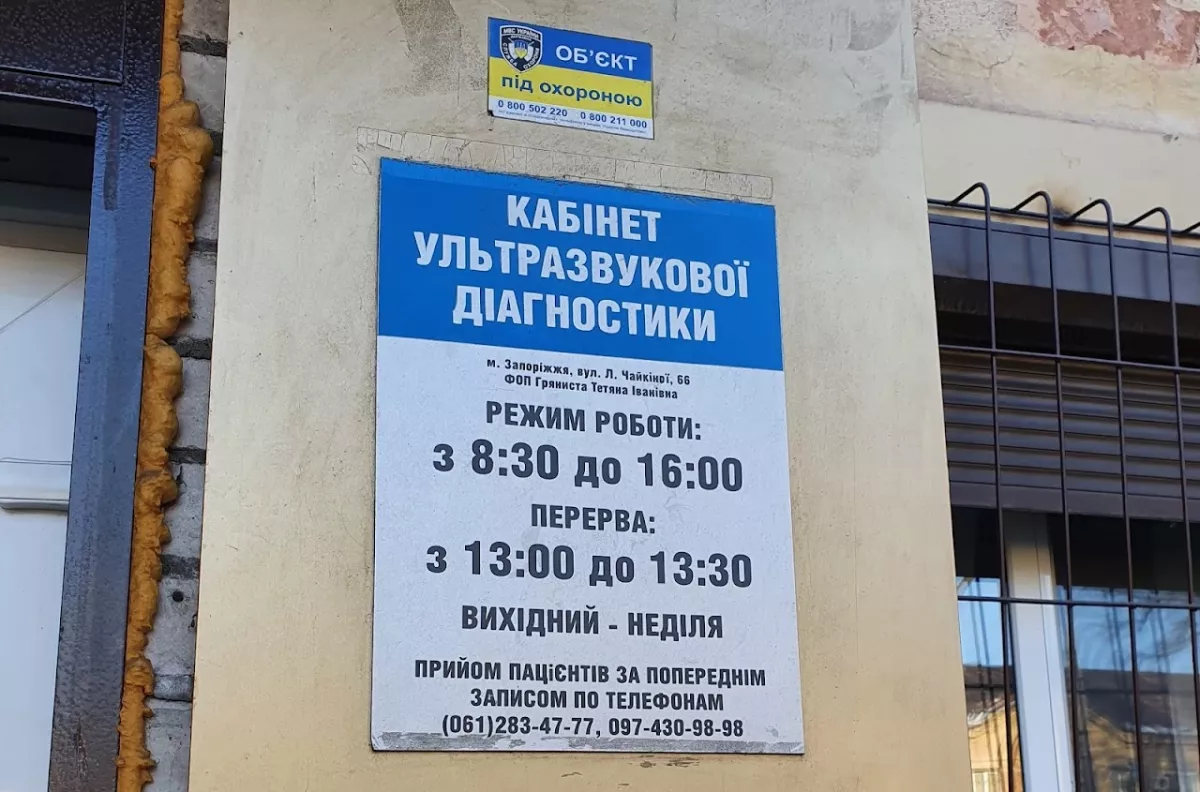 МВС УКРАЇНИ
ОБ'ЄКТ
під охороною
0 800 502 220 0 800 211 000
КАБІНЕТ
УЛЬТРАЗВУКОВОЇ
ДІАГНОСТИКИ
м. Запоріжжя, вул. Л. Чайкіної, 66
ФОП Гряниста Тетяна Іванівна
РЕЖИМ РОБОТИ:
з 8:30 до 16:00
ПЕРЕРВА:
з 13:00 до 13:30
ВИХІДНИЙ - НЕДІЛЯ
ПРИЙОМ ПАЦІЄНТІВ ЗА ПОПЕРЕДНІМ
ЗАПИСОМ ПО ТЕЛЕФОНАМ
(061)283-47-77, 097-430-98-98